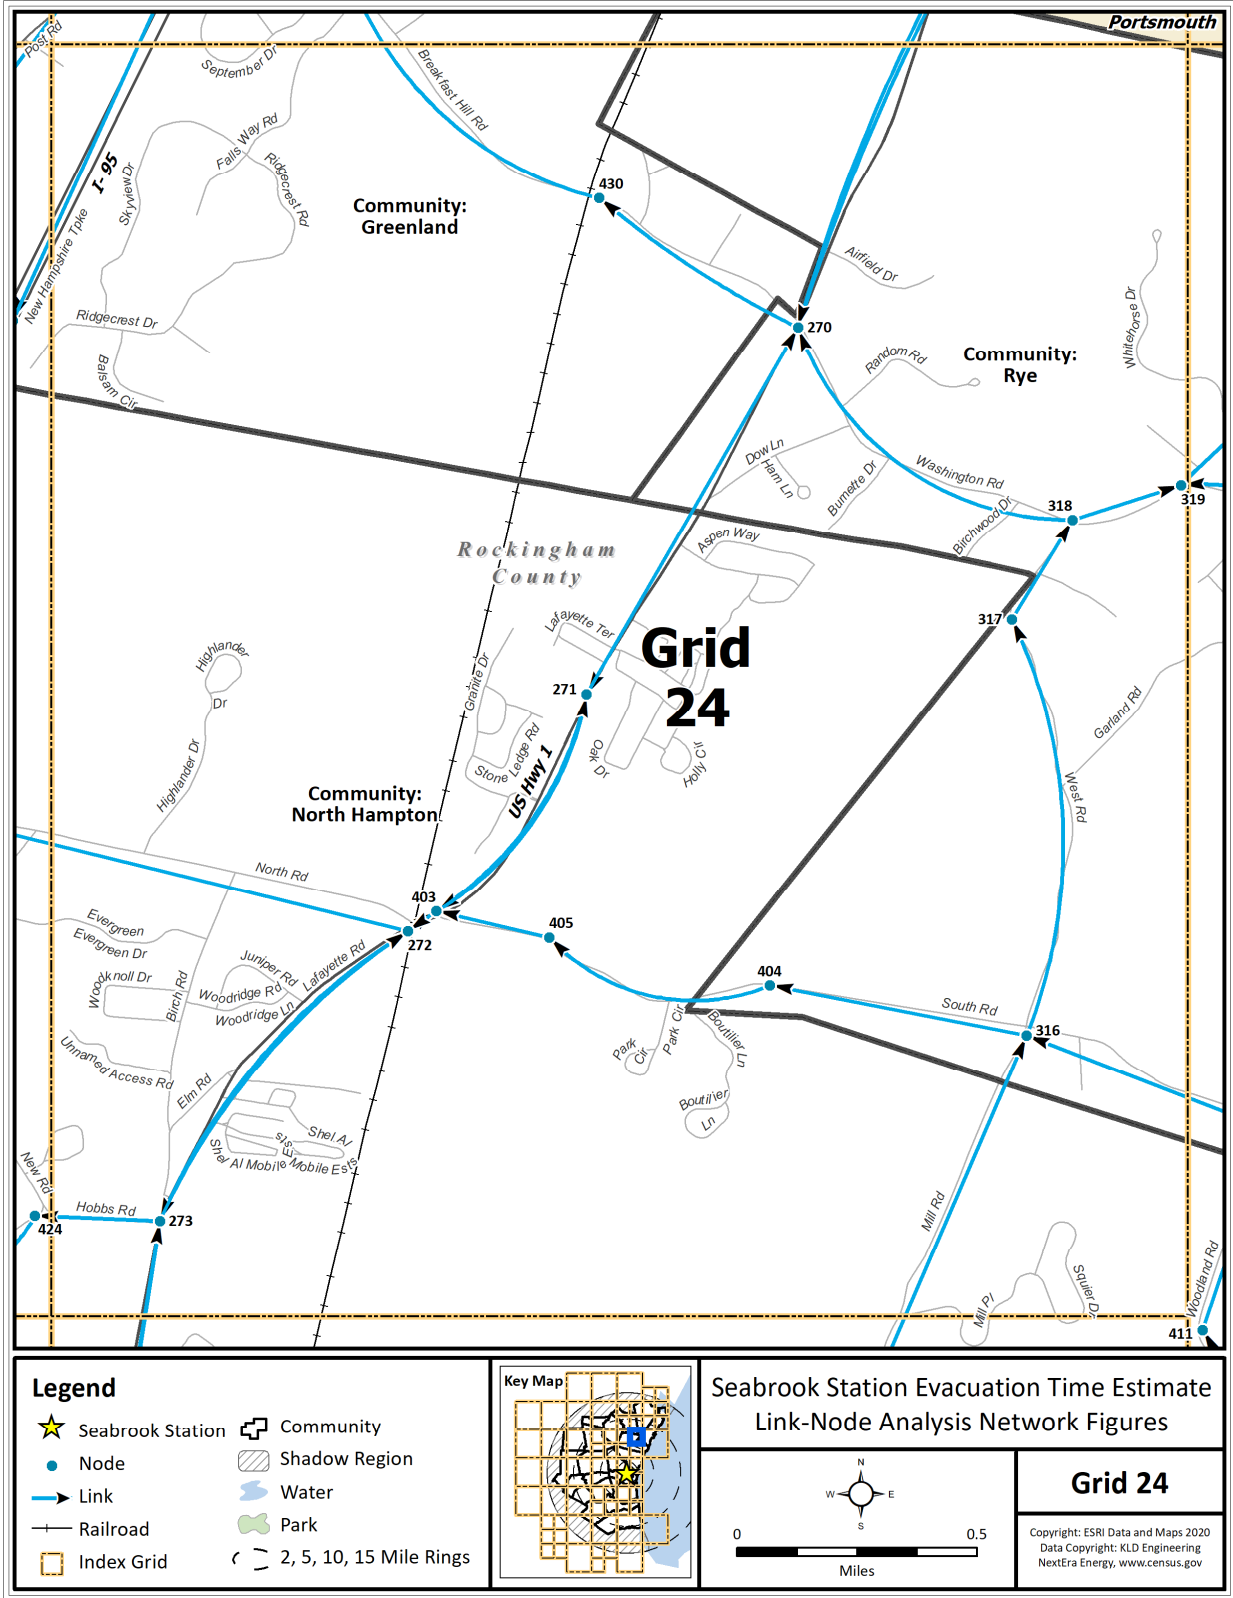 Portsmouth
Post Rd
September Dr
Breakfast Hill Rd
Falls Way Rd
I- 95
Skyview Dr
Ridgecrest Rd
430
Community:
Greenland
New Hampshire Tpke
Airfield Dr
Whitehorse Dr
Ridgecrest Dr
270
Random Rd
Community:
Rye
Balsam Cir
Dow Ln
Ham Ln
Burnette Dr
Washington Rd
318
319
Birchwood Dr
Aspen Way
Rockingham
County
Lafayette Ter
317
Grid
24
Highlander
Dr
Granite Dr
271
Garland Rd
Highlander Dr
Stone Ledge Rd
US Hwy 1
Oak Dr
Holly Cir
West Rd
Community:
North Hampton
North Rd
403
405
272
Evergreen
Evergreen Dr
Juniper Rd
Lafayette Rd
Woodknoll Dr
Woodridge Rd
Woodridge Ln
Birch Rd
404
South Rd
316
Park Cir
Park Cir
Boutilier Ln
Unnamed Access Rd
Elm Rd
Boutilier
Ln
Shel Al
Mobile Ests
Shel Al Mobile Ests
New Rd
Hobbs Rd
273
424
Mill Rd
Squier Dr
Mill Pl
Woodland Rd
411
Legend
Seabrook Station
Node
Link
Railroad
Index Grid
Community
Shadow Region
Water
Park
2, 5, 10, 15 Mile Rings
Key Map
Seabrook Station Evacuation Time Estimate
Link-Node Analysis Network Figures
N
W E
S
0 0.5
Miles
Grid 24
Copyright: ESRI Data and Maps 2020
Data Copyright: KLD Engineering
NextEra Energy, www.census.gov